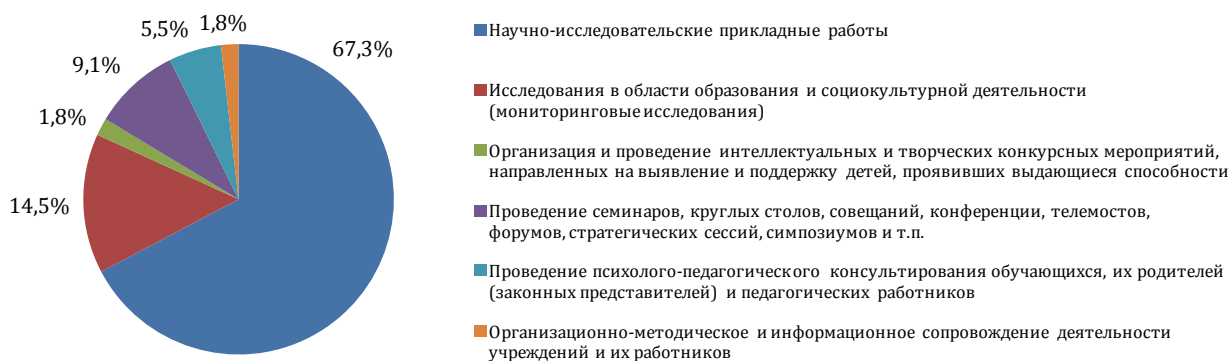 5,5%
1,8%
67,3%
9,1%
1,8%
14,5%
Научно-исследовательские прикладные работы
Исследования в области образования и социокультурной деятельности
(мониторинговые исследования)
Организация и проведение интеллектуальных и творческих конкурсных мероприятий,
направленных на выявление и поддержку детей, проявивших выдающиеся способности
Проведение семинаров, круглых столов, совещаний, конференции, телемостов,
форумов, стратегических сессий, симпозиумов и т.п.
Проведение психолого-педагогического консультирования обучающихся, их родителей
(законных представителей) и педагогических работников
Организационно-методическое и информационное сопровождение деятельности
учреждений и их работников